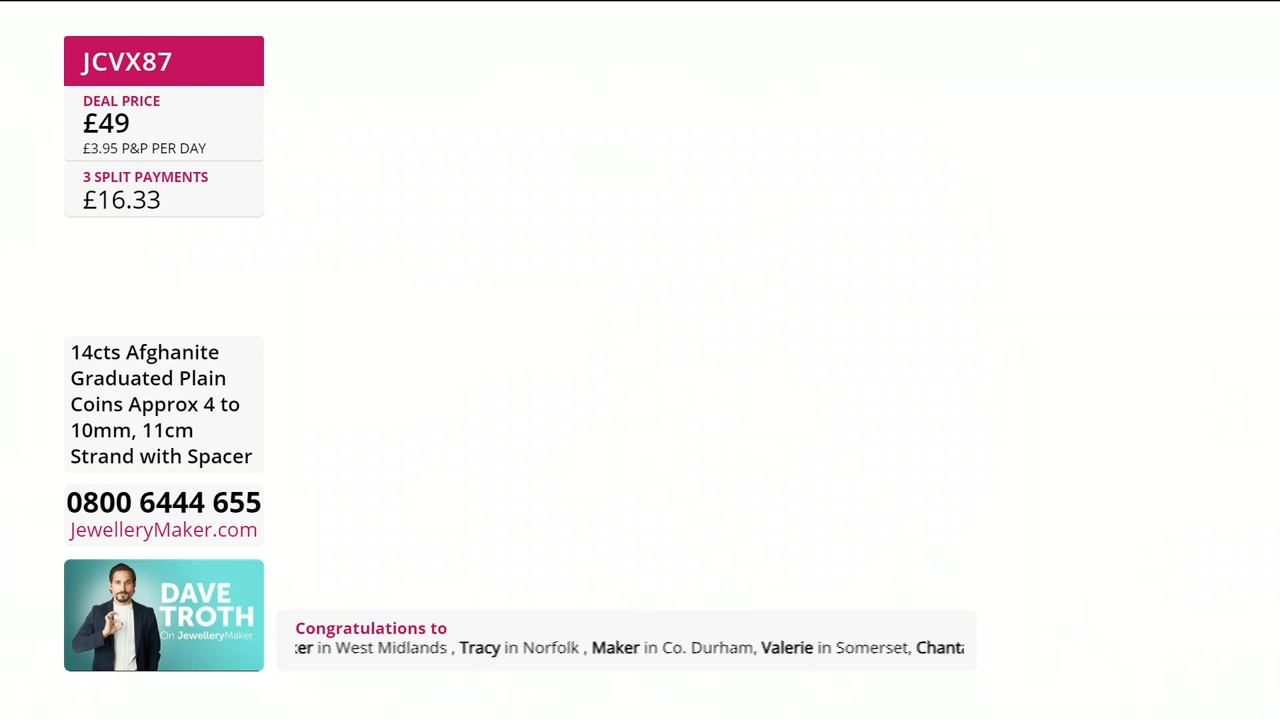 JCVX87
DEAL PRICE
£49
£3.95 P&P PER DAY
3 SPLIT PAYMENTS
£16.33
14cts Afghanite
Graduated Plain
Coins Approx 4 to
10mm, 11cm
Strand with Spacer
0800 6444 655
JewelleryMaker.com
DAVE
TROTH
On JewelleryMaker
Congratulations to
in West Midlands , Tracy in Norfolk , Maker in Co. Durham, Valerie in Somerset,